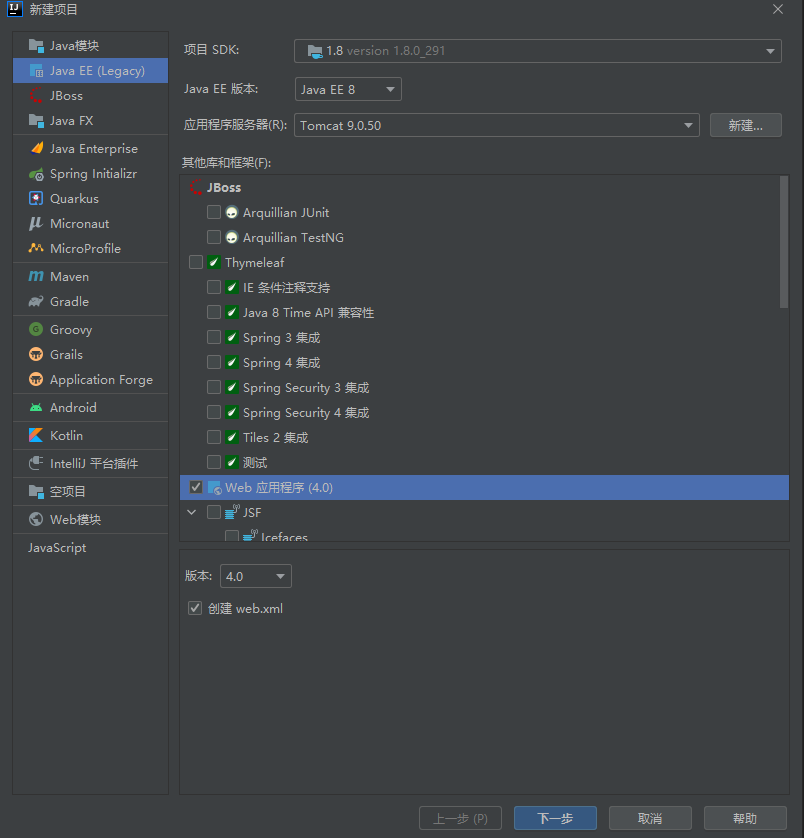 新建项目
Java模块
Java EE (Legacy)
JBoss
Java FX
Java Enterprise
Spring Initializr
Quarkus
Micronaut
MicroProfile
Maven
Gradle
Groovy
Grails
Application Forge
Android
Kotlin
IntelliJ 平台插件
空项目
Web模块
JavaScript
项目 SDK:
1.8 version 1.8.0_291
Java EE 版本:
Java EE 8
应用程序服务器(R):
Tomcat 9.0.50
新建...
其他库和框架(F):
JBoss
Arquillian JUnit
Arquillian TestNG
Thymeleaf
IE 条件注释支持
Java 8 Time API 兼容性
Spring 3 集成
Spring 4 集成
Spring Security 3 集成
Spring Security 4 集成
Tiles 2 集成
测试
Web 应用程序 (4.0)
JSF
Icefaces
版本:
4.0
创建 web.xml
上一步 (P)
下一步
取消
帮助